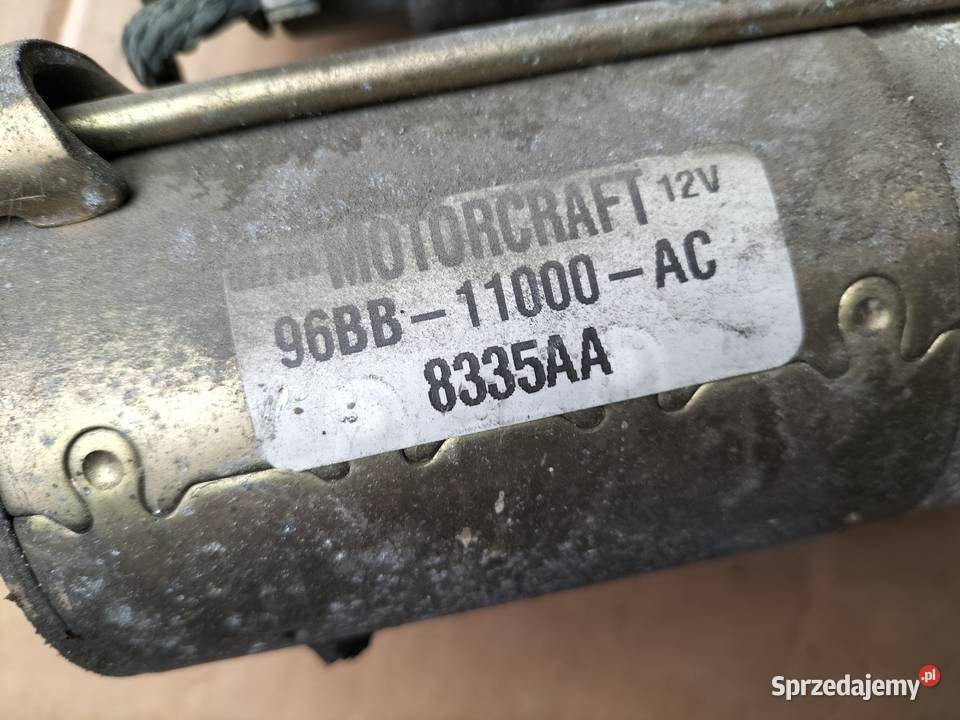 MOTORCRAFT 12V
96BB-11000-AC
8335AA
Sprzedajemy.pl